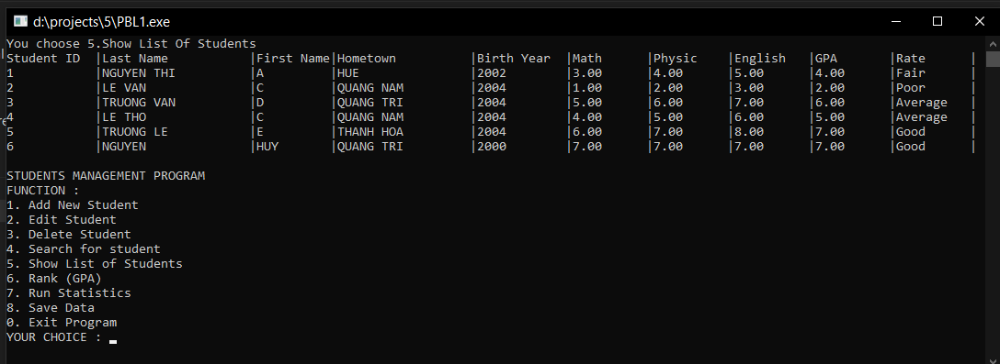 d:\projects\5\PBL1.exe
You choose 5.Show List Of Students
Student ID |Last Name |First Name|Hometown |Birth Year |Math |Physic |English |GPA |Rate |
1 |NGUYEN THI |A |HUE |2002 |3.00 |4.00 |5.00 |4.00 |Fair |
2 |LE VAN |C |QUANG NAM |2004 |1.00 |2.00 |3.00 |2.00 |Poor |
3 |TRUONG VAN |D |QUANG TRI |2004 |5.00 |6.00 |7.00 |6.00 |Average |
4 |LE THO |C |QUANG NAM |2004 |4.00 |5.00 |6.00 |5.00 |Average |
5 |TRUONG LE |E |THANH HOA |2004 |6.00 |7.00 |8.00 |7.00 |Good |
6 |NGUYEN |HUY |QUANG TRI |2000 |7.00 |7.00 |7.00 |7.00 |Good |
STUDENTS MANAGEMENT PROGRAM
FUNCTION :
1. Add New Student
2. Edit Student
3. Delete Student
4. Search for student
5. Show List of Students
6. Rank (GPA)
7. Run Statistics
8. Save Data
0. Exit Program
YOUR CHOICE :